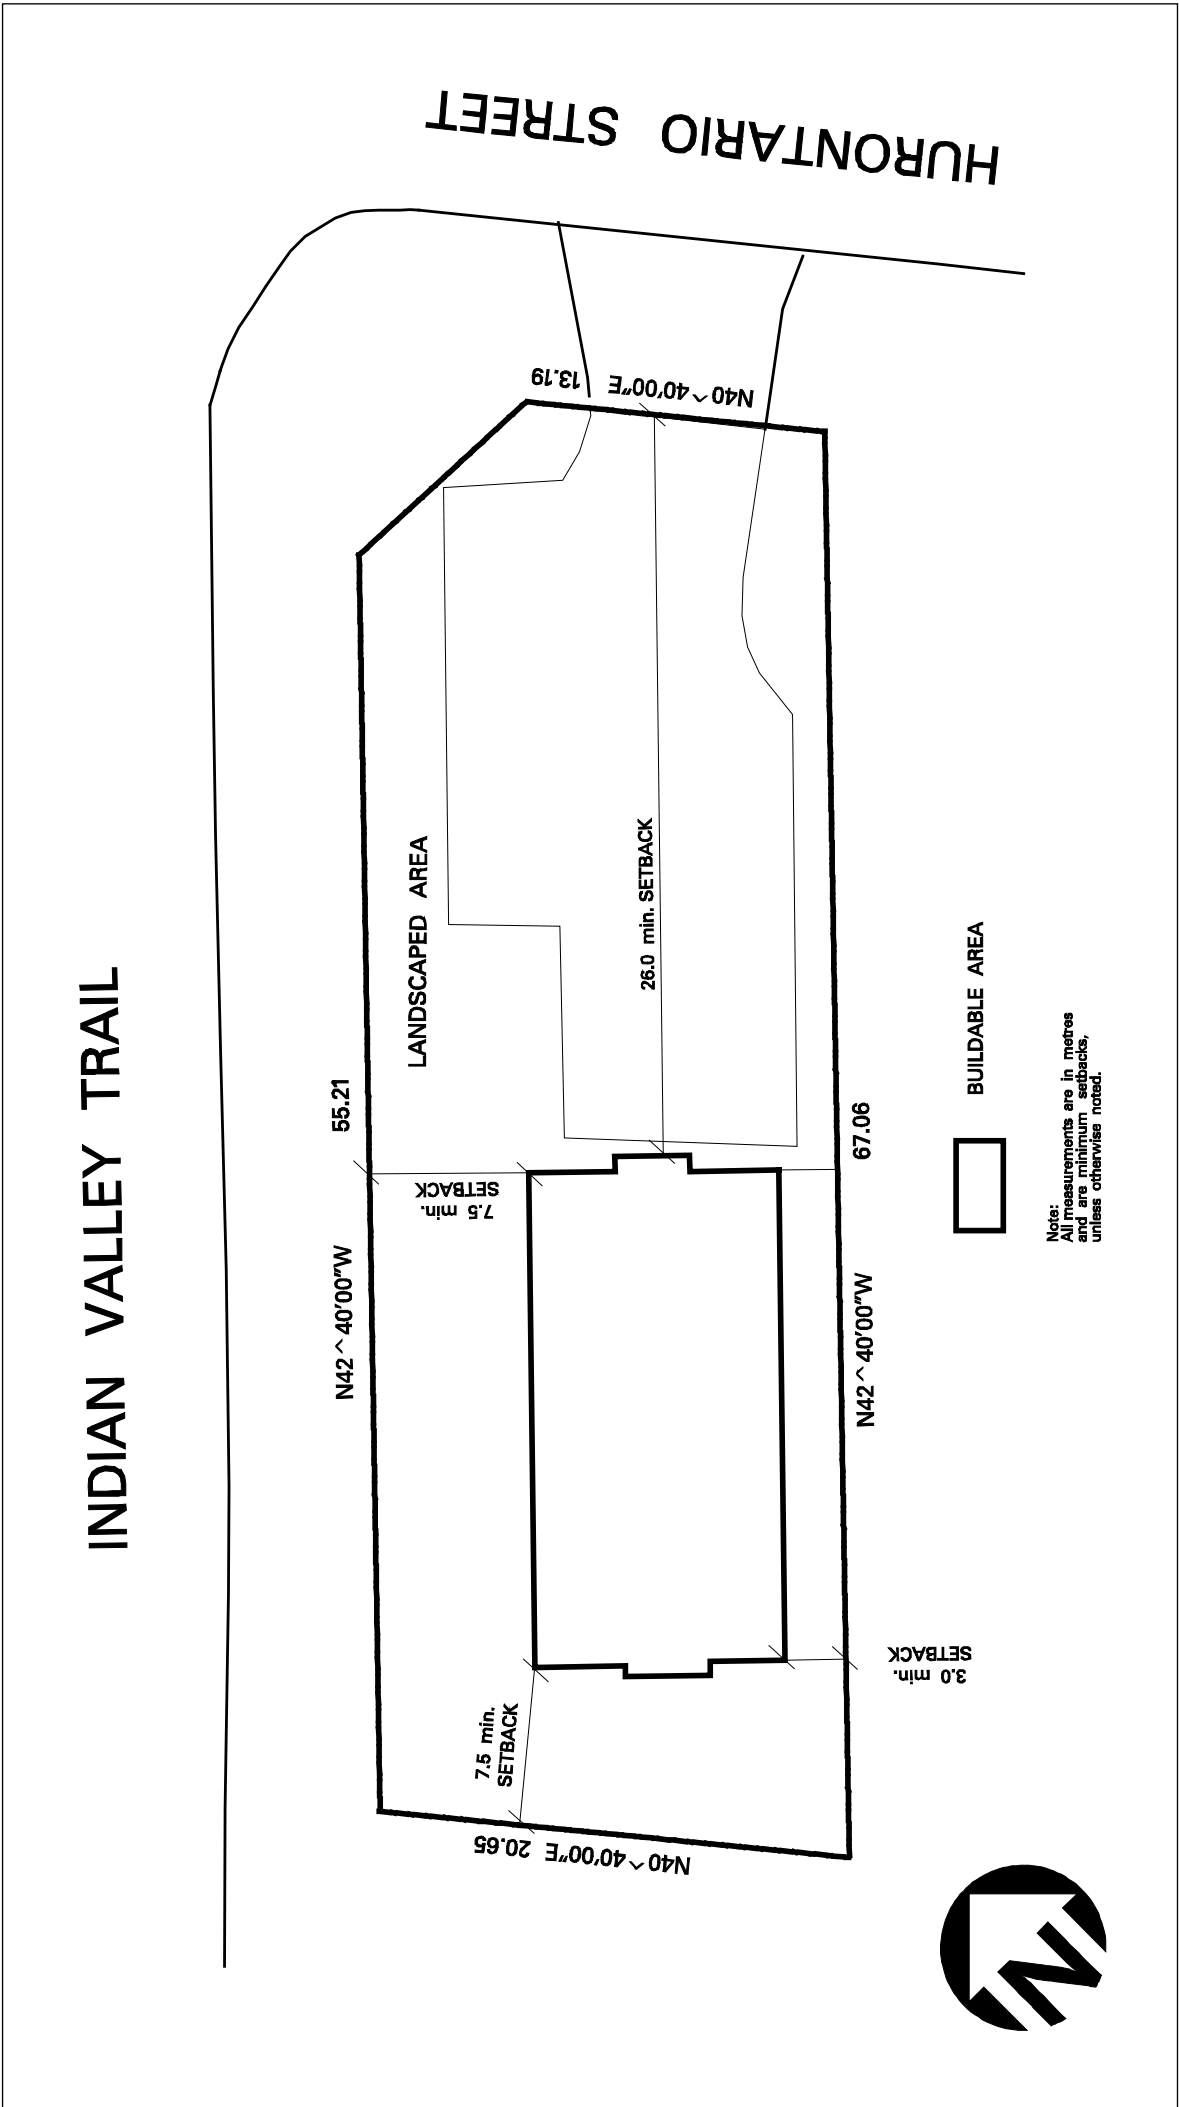 HURONTARIO STREET
N40^40'00"E 13.19
INDIAN VALLEY TRAIL
55.21
N42^40'00"W
LANDSCAPED AREA
26.0 min. SETBACK
7.5 min.
SETBACK
67.06
N42^40'00"W
BUILDABLE AREA
Note:
All measurements are in metres
and are minimum setbacks,
unless otherwise noted.
3.0 min.
SETBACK
7.5 min.
SETBACK
N40^40'00"E 20.65
N